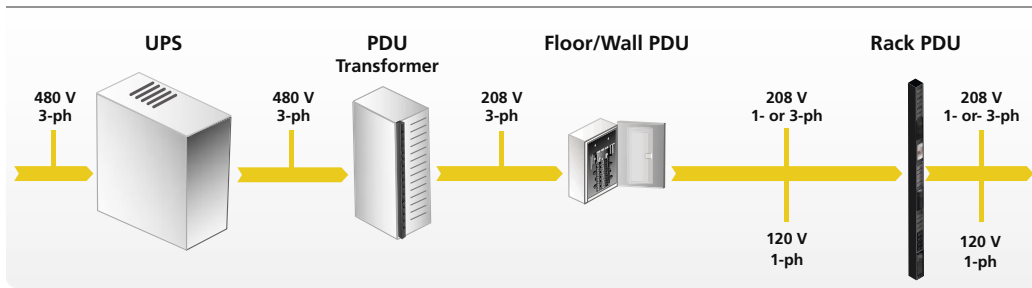 UPS
PDU
Transformer
Floor/Wall PDU
Rack PDU
480 V
3-ph
480 V
3-ph
208 V
3-ph
208 V
1- or 3-ph
208 V
1- or- 3-ph
120 V
1-ph
120 V
1-ph